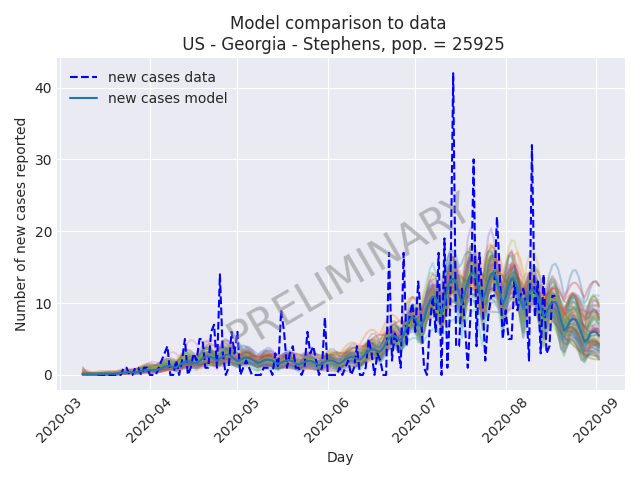 Model comparison to data
US - Georgia - Stephens, pop. = 25925
new cases data
new cases model
Number of new cases reported
40
30
20
10
0
PRELIMINARY
2020-03
2020-04
2020-05
2020-06
2020-07
2020-08
2020-09
Day